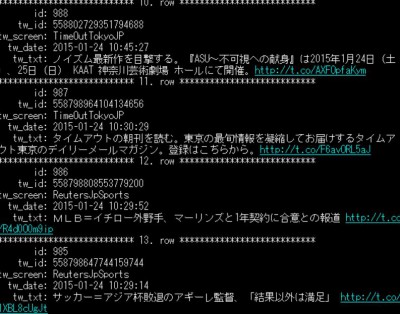 *************************** 10. row ***************************
id: 988
tw_id: 558802729351794688
tw_screen: TimeOutTokyoJP
tw_date: 2015-01-24 10:45:27
tw_txt: ノイズム最新作を目撃する。『ASU～不可視への献身』は2015年1月24日（土
）、25日（日） KAAT 神奈川芸術劇場 ホールにて開催。http://t.co/AXFOpfaKym
*************************** 11. row ***************************
id: 987
tw_id: 558798964104134656
tw_screen: TimeOutTokyoJP
tw_date: 2015-01-24 10:30:29
tw_txt: タイムアウトの朝刊を読む。東京の最旬情報を凝縮してお届けするタイムア
ウト東京のデイリーメールマガジン。登録はこちらから。http://t.co/F6avORL5aJ
*************************** 12. row ***************************
id: 986
tw_id: 558798808553779200
tw_screen: ReutersJpSports
tw_date: 2015-01-24 10:29:52
tw_txt: ＭＬＢ＝イチロー外野手、マーリンズと1年契約に合意との報道 http://t.co
/R4d0O0m9ip
*************************** 13. row ***************************
id: 985
tw_id: 558798647744159744
tw_screen: ReutersJpSports
tw_date: 2015-01-24 10:29:14
tw_txt: サッカー＝アジア杯敗退のアギーレ監督、「結果以外は満足」 http://t.co
/IXBL8cUgJt